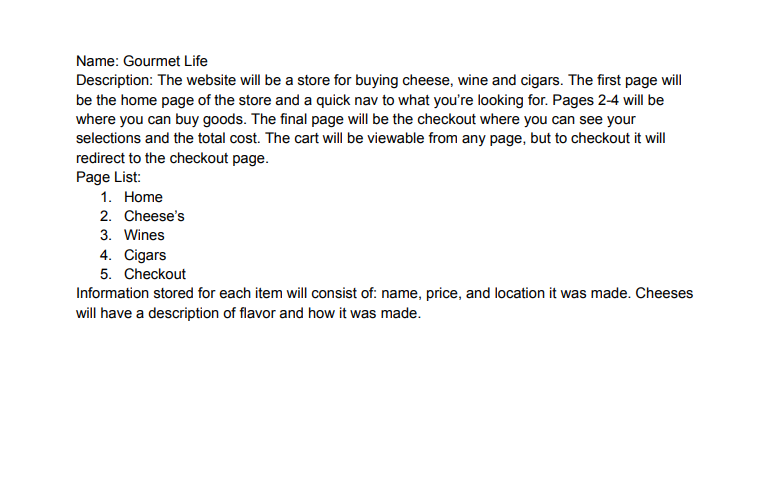 Name: Gourmet Life
Description: The website will be a store for buying cheese, wine and cigars. The first page will
be the home page of the store and a quick nav to what you're looking for. Pages 2-4 will be
where you can buy goods. The final page will be the checkout where you can see your
selections and the total cost. The cart will be viewable from any page, but to checkout it will
redirect to the checkout page.
Page List:
1. Home
2. Cheese's
3. Wines
4. Cigars
5. Checkout
Information stored for each item will consist of: name, price, and location it was made. Cheeses
will have a description of flavor and how it was made.